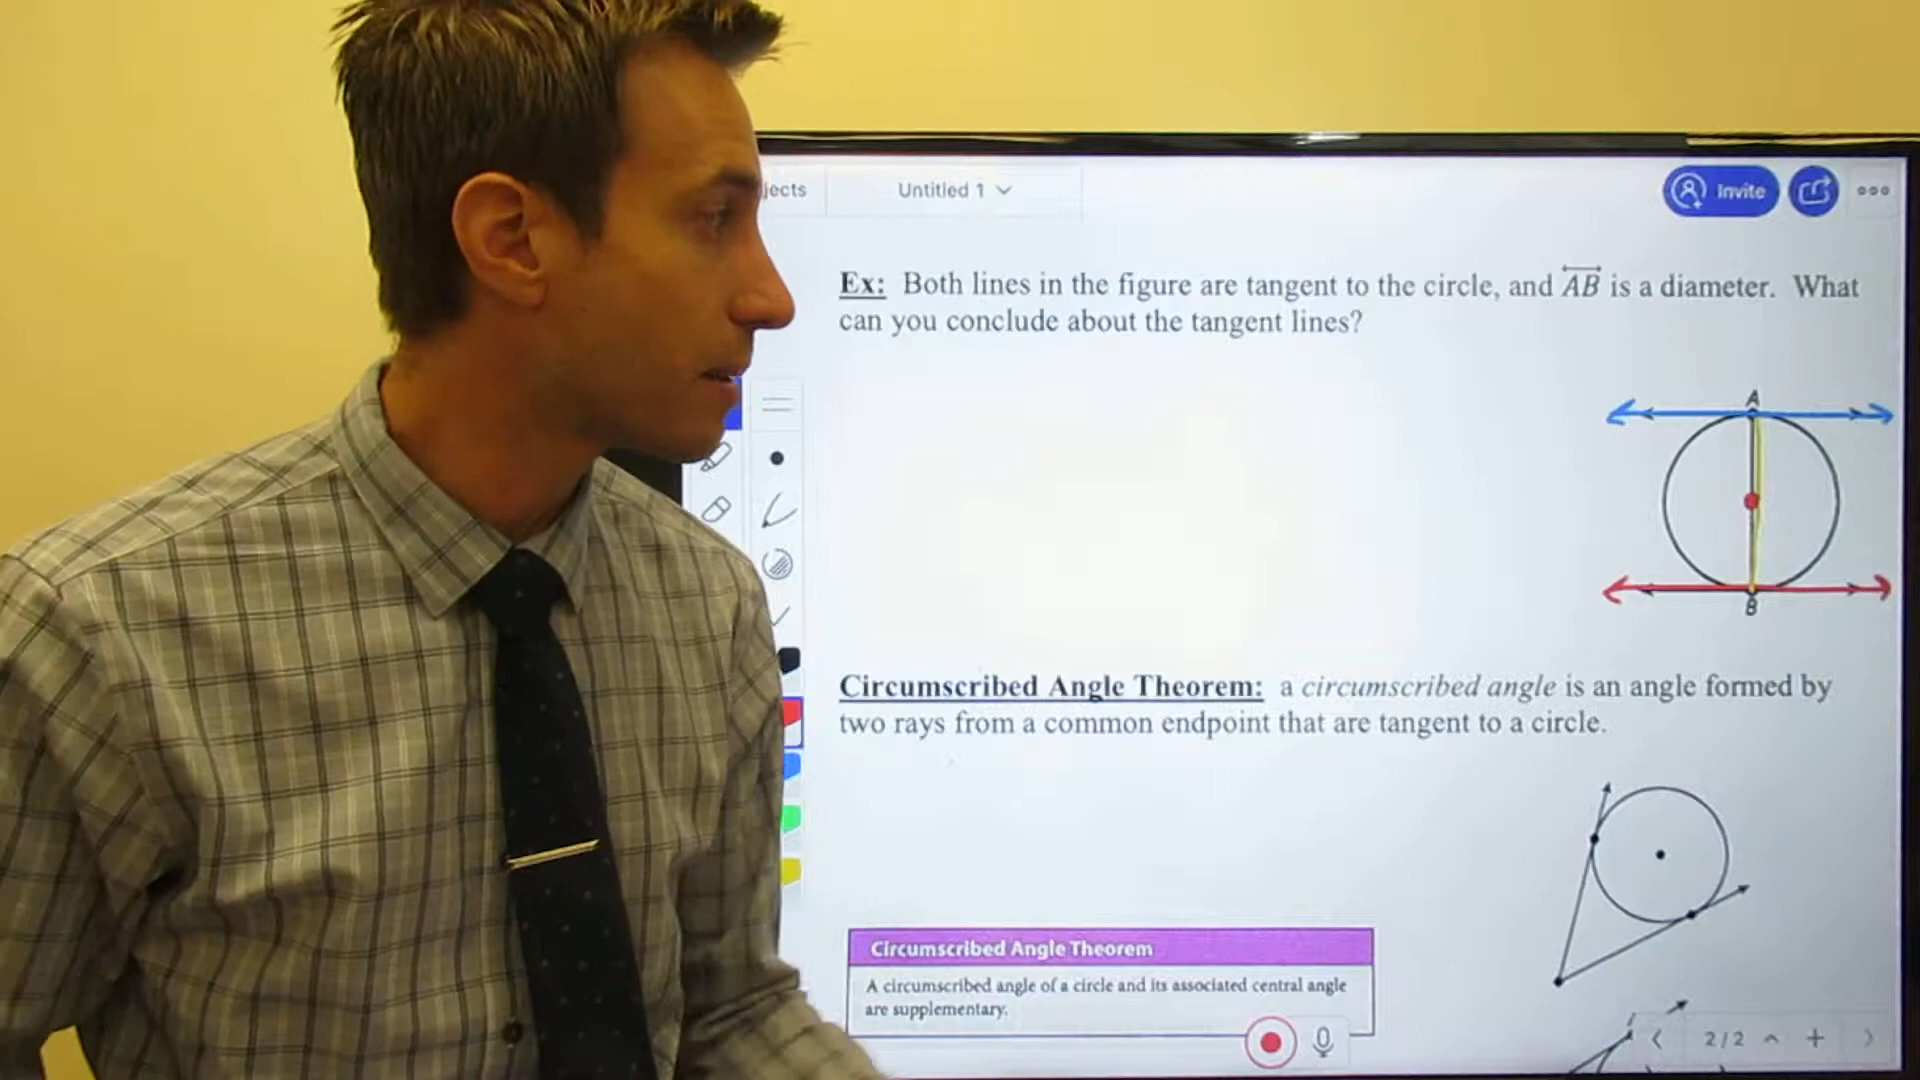 jects
Untitled 1
Invite
Ex: Both lines in the figure are tangent to the circle, and AB is a diameter. What
can you conclude about the tangent lines?
A
B
Circumscribed Angle Theorem: a circumscribed angle is an angle formed by
two rays from a common endpoint that are tangent to a circle.
Circumscribed Angle Theorem
A circumscribed angle of a circle and its associated central angle
are supplementary.
2/2